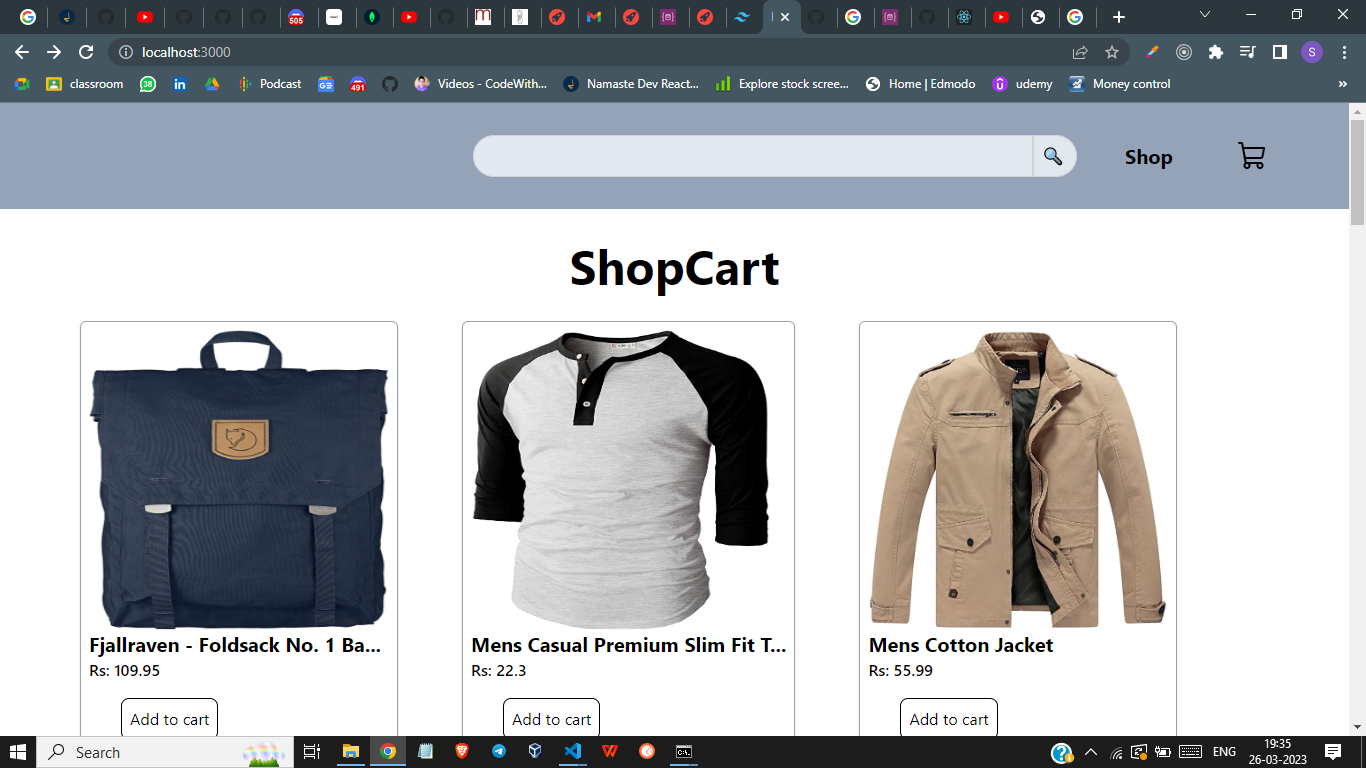 505
localhost:3000
S
classroom
38
Podcast
491
Videos - CodeWith...
Namaste Dev React...
Explore stock scree...
Home | Edmodo
udemy
Money control
»
Shop
ShopCart
Fjallraven - Foldsack No. 1 Ba...
Rs: 109.95
Add to cart
Mens Casual Premium Slim Fit T...
Rs: 22.3
Add to cart
Mens Cotton Jacket
Rs: 55.99
Add to cart
Search
ENG
19:35
26-03-2023